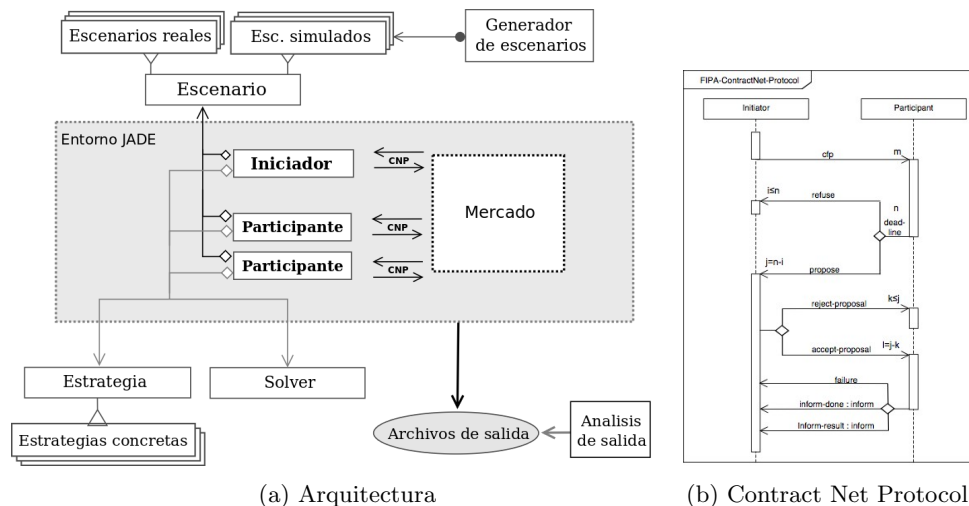 Escenarios reales
Esc. simulados
Generador
de escenarios
Escenario
Entorno JADE
Iniciador
CNP
Mercado
Participante
CNP
Participante
CNP
Estrategia
Solver
Estrategias concretas
Archivos de salida
Analisis
de salida
(a) Arquitectura
FIPA-ContractNet-Protocol
Initiator
Participant
cfp
m
i≤n
refuse
n
dead-
line
j=n-i
propose
reject-proposal
k≤j
accept-proposal
l=j-k
failure
inform-done : inform
Inform-result : inform
(b) Contract Net Protocol